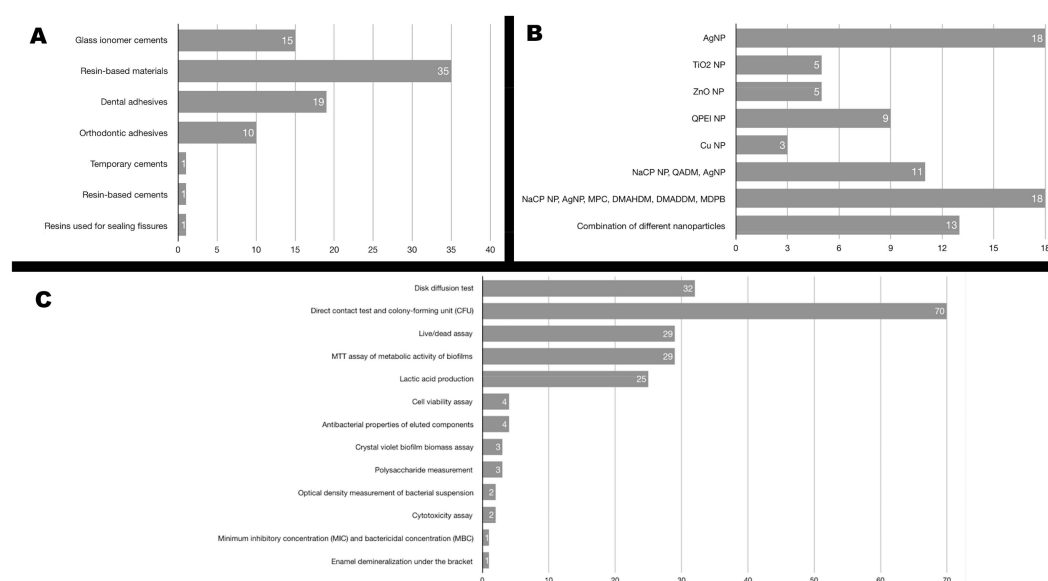 A
Glass ionomer cements 15
Resin-based materials 35
Dental adhesives 19
Orthodontic adhesives 10
Temporary cements 1
Resin-based cements 1
Resins used for sealing fissures 1
0 5 10 15 20 25 30 35 40
B
AgNP 18
TiO2 NP 5
ZnO NP 5
QPEI NP 9
Cu NP 3
NaCP NP, QADM, AgNP 11
NaCP NP, AgNP, MPC, DMAHDM, DMADDM, MDPB 18
Combination of different nanoparticles 13
0 3 6 9 12 15 18
C
Disk diffusion test 32
Direct contact test and colony-forming unit (CFU) 70
Live/dead assay 29
MTT assay of metabolic activity of biofilms 29
Lactic acid production 25
Cell viability assay 4
Antibacterial properties of eluted components 4
Crystal violet biofilm biomass assay 3
Polysaccharide measurement 3
Optical density measurement of bacterial suspension 2
Cytotoxicity assay 2
Minimum inhibitory concentration (MIC) and bactericidal concentration (MBC) 1
Enamel demineralization under the bracket 1
0 10 20 30 40 50 60 70